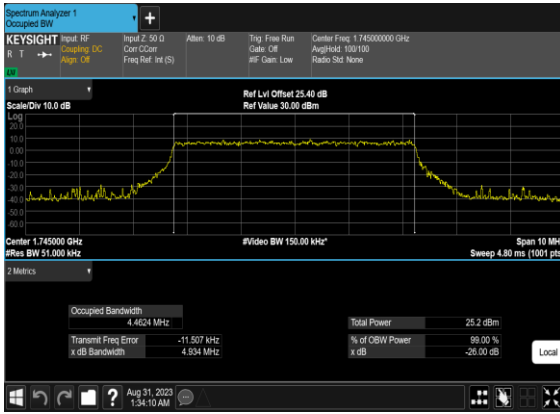 Spectrum Analyzer 1
Occupied BW
+
KEYSIGHT Input: RF Input Z: 50 Ω Atten: 10 dB Trig: Free Run Center Freq: 1.745000000 GHz
R T Coupling: DC Corr CCorr Gate: Off Avg|Hold: 100/100
Align: Off Freq Ref: Int (S) #IF Gain: Low Radio Std: None
LXI
1 Graph
Ref Lvl Offset 25.40 dB
Scale/Div 10.0 dB Ref Value 30.00 dBm
Log
20.0
10.0
0.00
-10.0
-20.0
-30.0
-40.0
-50.0
-60.0
Center 1.745000 GHz #Video BW 150.00 kHz* Span 10 MH
#Res BW 51.000 kHz Sweep 4.80 ms (1001 pts
2 Metrics
Occupied Bandwidth
4.4624 MHz Total Power 25.2 dBm
Transmit Freq Error -11.507 kHz % of OBW Power 99.00 %
x dB Bandwidth 4.934 MHz x dB -26.00 dB
Local
? Aug 31, 2023
1:34:10 AM